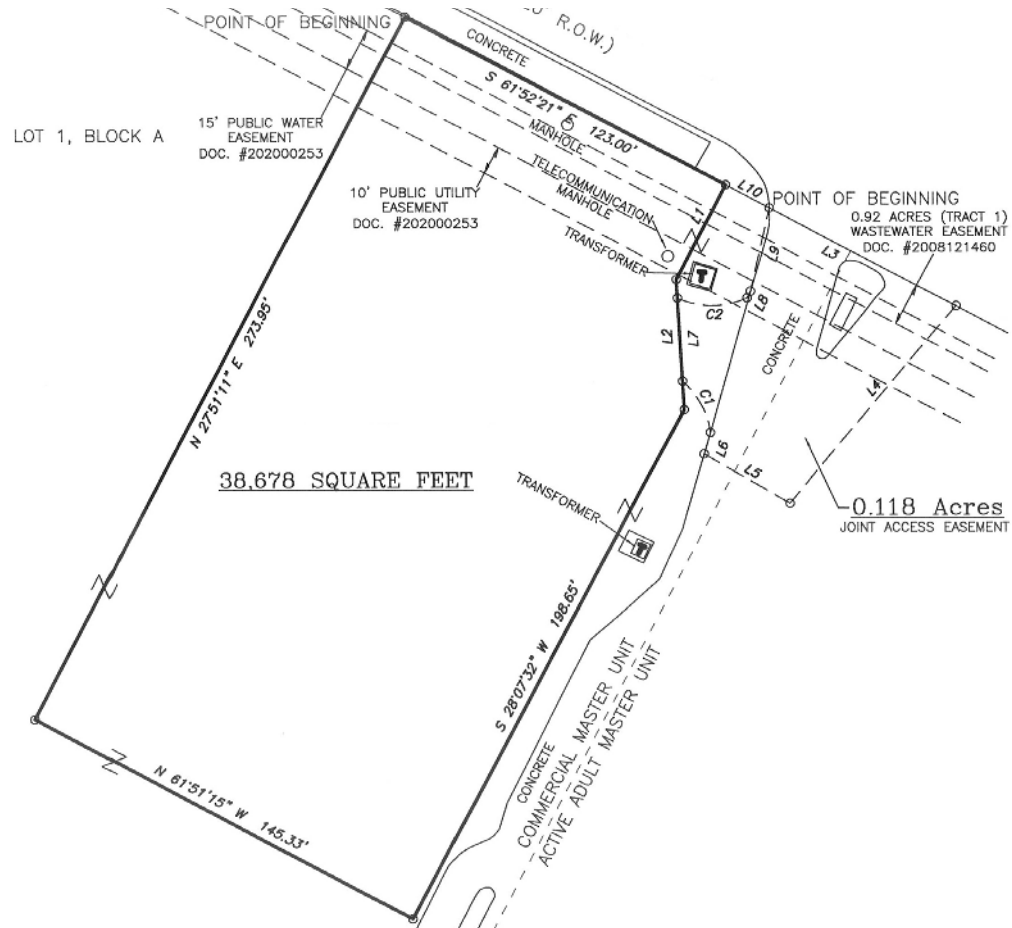 R.O.W.)
POINT OF BEGINNING
CONCRETE
S 61°52'21" E 123.00'
LOT 1, BLOCK A
15' PUBLIC WATER
EASEMENT
DOC. #202000253
MANHOLE
10' PUBLIC UTILITY
EASEMENT
DOC. #202000253
TELECOMMUNICATION
MANHOLE
TRANSFORMER
T
L1
L10
POINT OF BEGINNING
0.92 ACRES (TRACT 1)
WASTEWATER EASEMENT
DOC. #2008121460
L3
L9
L8
C2
L2
L7
CONCRETE
L4
C1
L6
L5
N 27°51'11" E 273.95'
38,678 SQUARE FEET
TRANSFORMER
T
0.118 Acres
JOINT ACCESS EASEMENT
S 28°07'32" W 198.65'
CONCRETE
COMMERCIAL MASTER UNIT
ACTIVE ADULT MASTER UNIT
N 61°51'15" W 145.33'